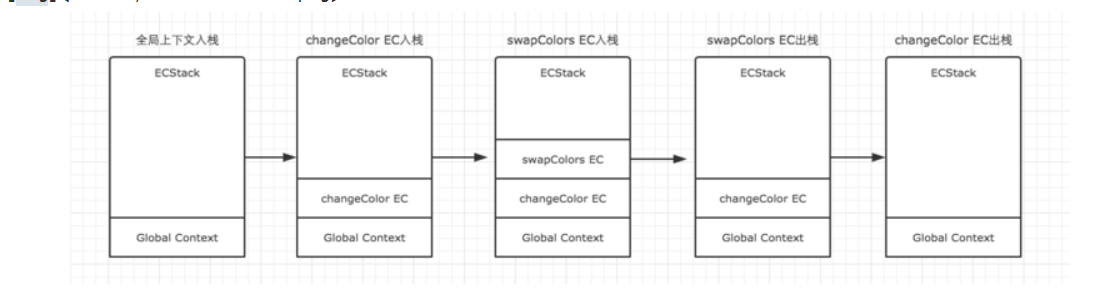 全局上下文入栈
changeColor EC入栈
swapColors EC入栈
swapColors EC出栈
changeColor EC出栈
ECStack
ECStack
ECStack
ECStack
ECStack
swapColors EC
changeColor EC
changeColor EC
changeColor EC
Global Context
Global Context
Global Context
Global Context
Global Context